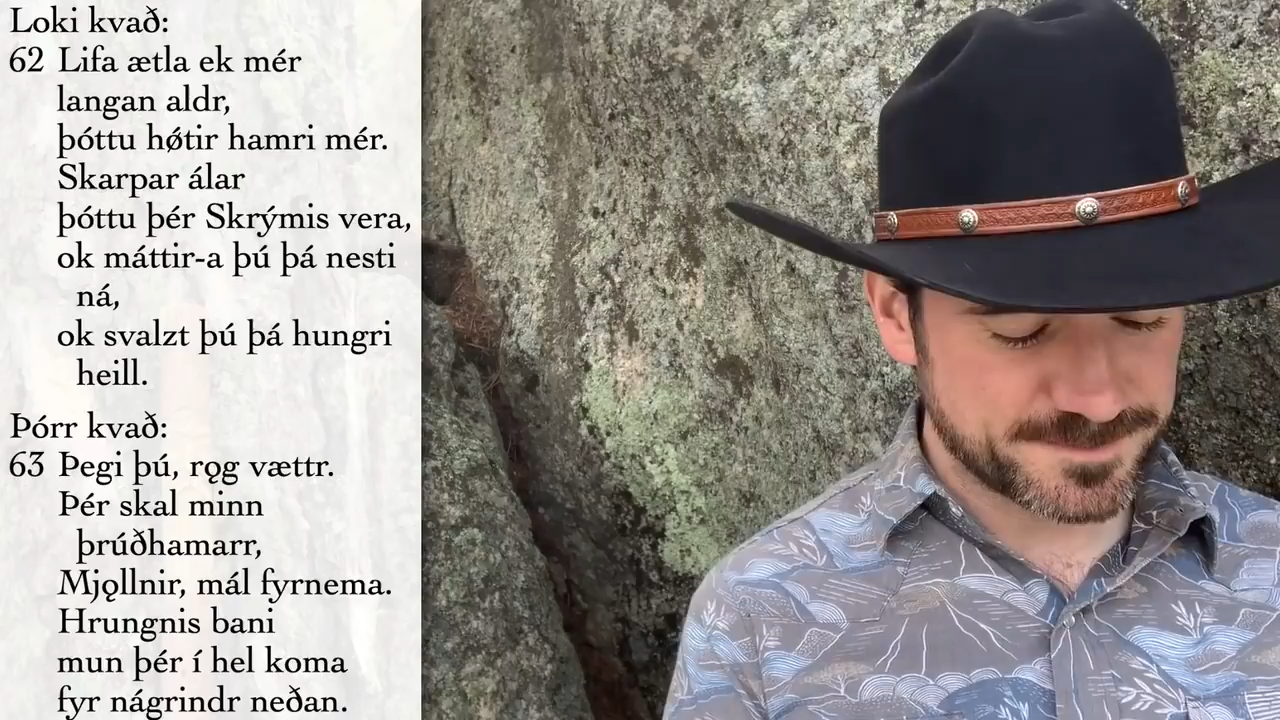 Loki kvað:
62 Lifa ætla ek mér
langan aldr,
þóttu hǿtir hamri mér.
Skarpar álar
þóttu þér Skrýmis vera,
ok máttir-a þú þá nesti
ná,
ok svalzt þú þá hungri
heill.
Þórr kvað:
63 Þegi þú, rǫg vættr.
Þér skal minn
þrúðhamarr,
Mjǫllnir, mál fyrnema.
Hrungnis bani
mun þér í hel koma
fyr nágrindr neðan.